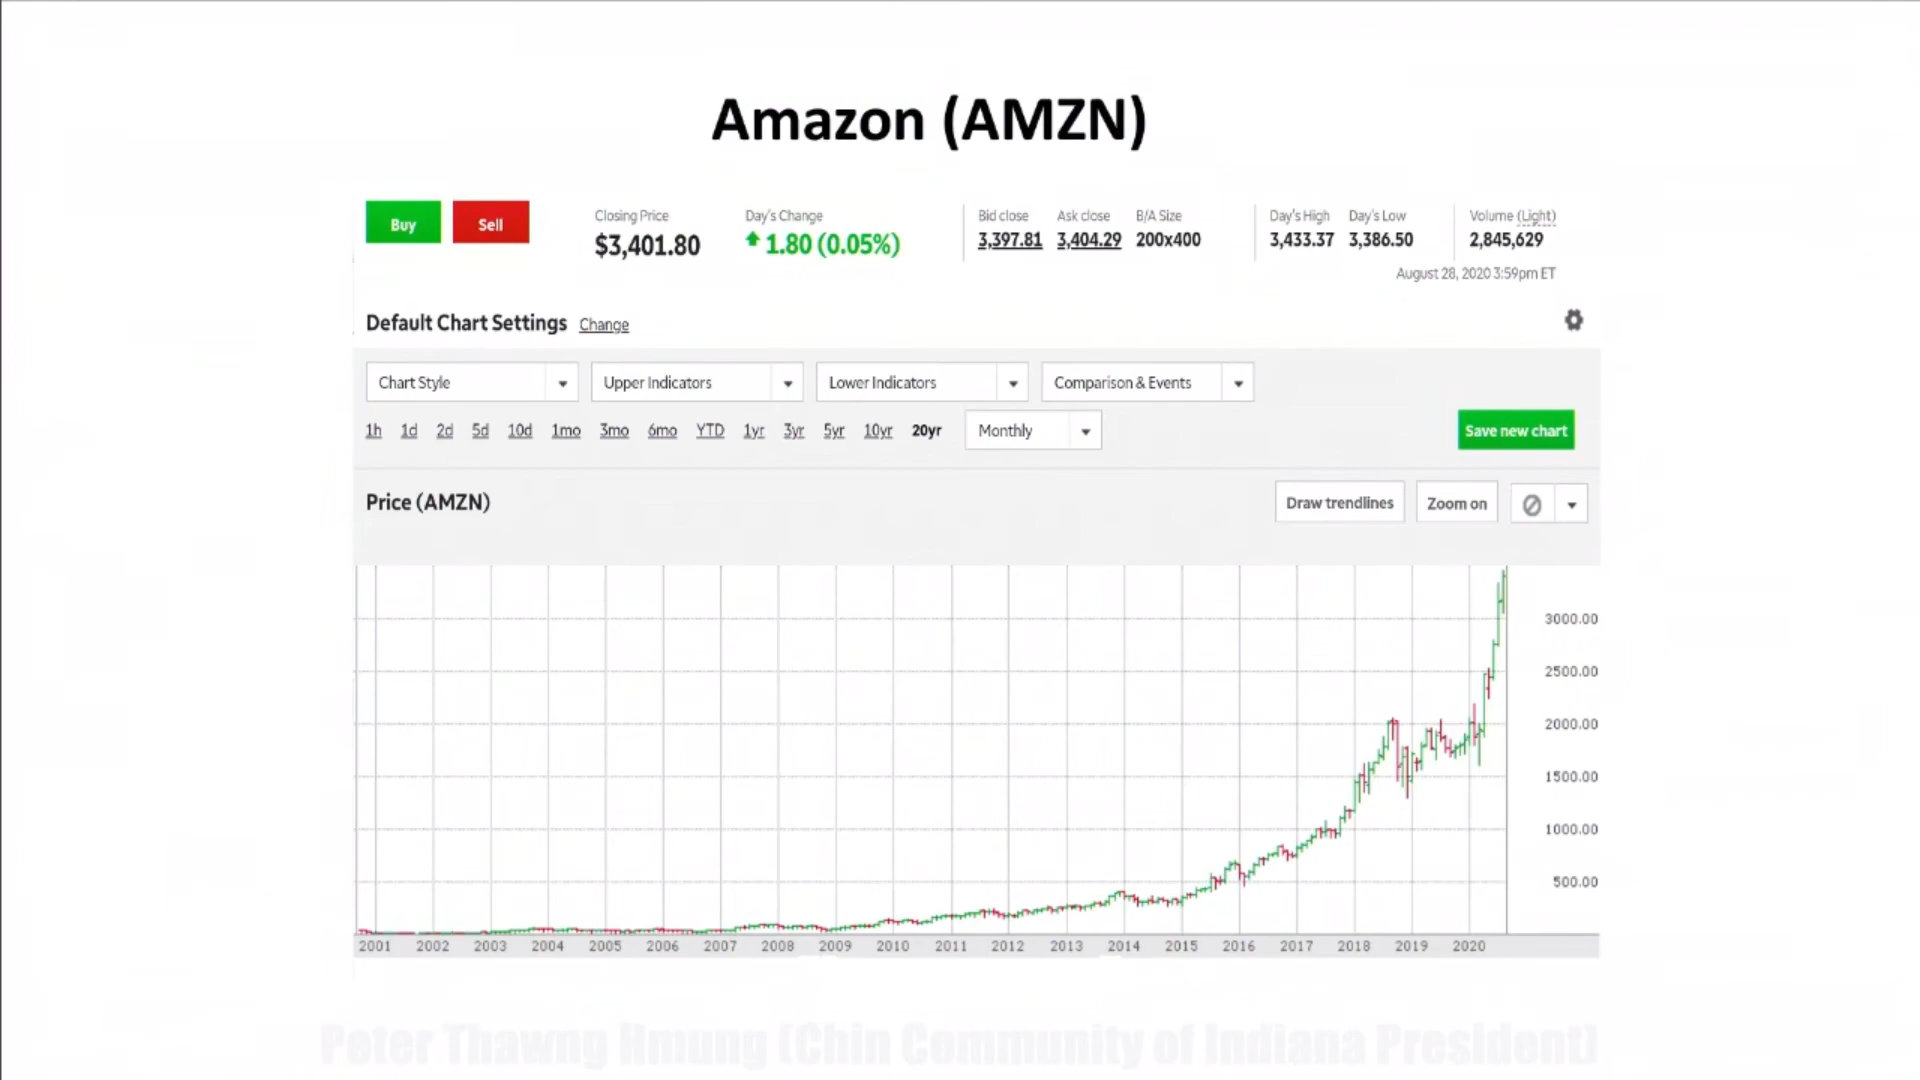 Amazon (AMZN)
Buy Sell
Closing Price Day's Change Bid close Ask close B/A Size Day's High Day's Low Volume (Light)
$3,401.80 1.80 (0.05%) 3,397.81 3,404.29 200x400 3,433.37 3,386.50 2,845,629
August 28, 2020 3:59pm ET
Default Chart Settings Change
Chart Style Upper Indicators Lower Indicators Comparison & Events
1h 1d 2d 5d 10d 1mo 3mo 6mo YTD 1yr 3yr 5yr 10yr 20yr Monthly Save new chart
Price (AMZN) Draw trendlines Zoom on
3000.00
2500.00
2000.00
1500.00
1000.00
500.00
2001 2002 2003 2004 2005 2006 2007 2008 2009 2010 2011 2012 2013 2014 2015 2016 2017 2018 2019 2020
Peter Thawng Hmung (Chin Community of Indiana President)